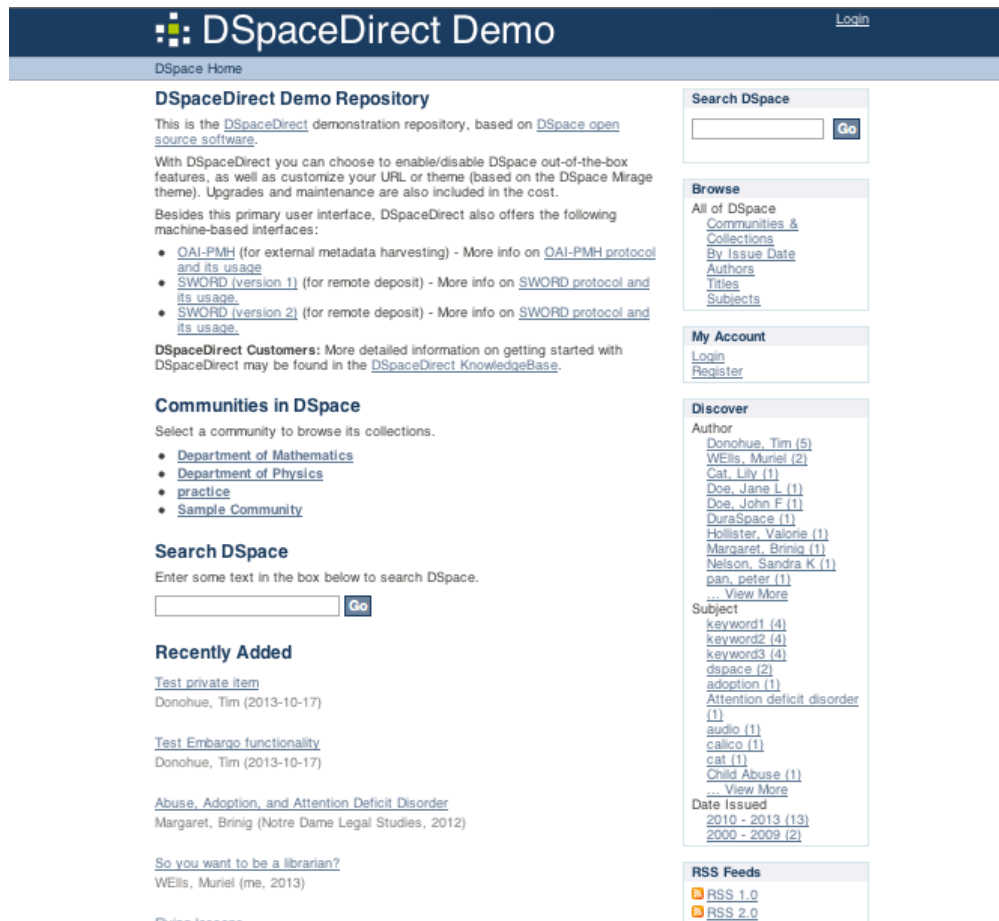 DSpaceDirect Demo
Login
DSpace Home
DSpaceDirect Demo Repository
This is the DSpaceDirect demonstration repository, based on DSpace open
source software.
With DSpaceDirect you can choose to enable/disable DSpace out-of-the-box
features, as well as customize your URL or theme (based on the DSpace Mirage
theme). Upgrades and maintenance are also included in the cost.
Besides this primary user interface, DSpaceDirect also offers the following
machine-based interfaces:
• OAI-PMH (for external metadata harvesting) - More info on OAI-PMH protocol
and its usage
• SWORD (version 1) (for remote deposit) - More info on SWORD protocol and
its usage.
• SWORD (version 2) (for remote deposit) - More info on SWORD protocol and
its usage.
DSpaceDirect Customers: More detailed information on getting started with
DSpaceDirect may be found in the DSpaceDirect KnowledgeBase.
Communities in DSpace
Select a community to browse its collections.
• Department of Mathematics
• Department of Physics
• practice
• Sample Community
Search DSpace
Enter some text in the box below to search DSpace.
Go
Recently Added
Test private item
Donohue, Tim (2013-10-17)
Test Embargo functionality
Donohue, Tim (2013-10-17)
Abuse, Adoption, and Attention Deficit Disorder
Margaret, Brinig (Notre Dame Legal Studies, 2012)
So you want to be a librarian?
WElls, Muriel (me, 2013)
Search DSpace
Go
Browse
All of DSpace
Communities &
Collections
By Issue Date
Authors
Titles
Subjects
My Account
Login
Register
Discover
Author
Donohue, Tim (5)
WElls, Muriel (2)
Cat, Lily (1)
Doe, Jane L (1)
Doe, John F (1)
DuraSpace (1)
Hollister, Valorie (1)
Margaret, Brinig (1)
Nelson, Sandra K (1)
pan, peter (1)
... View More
Subject
keyword1 (4)
keyword2 (4)
keyword3 (4)
dspace (2)
adoption (1)
Attention deficit disorder
(1)
audio (1)
calico (1)
cat (1)
Child Abuse (1)
... View More
Date Issued
2010 - 2013 (13)
2000 - 2009 (2)
RSS Feeds
RSS 1.0
RSS 2.0